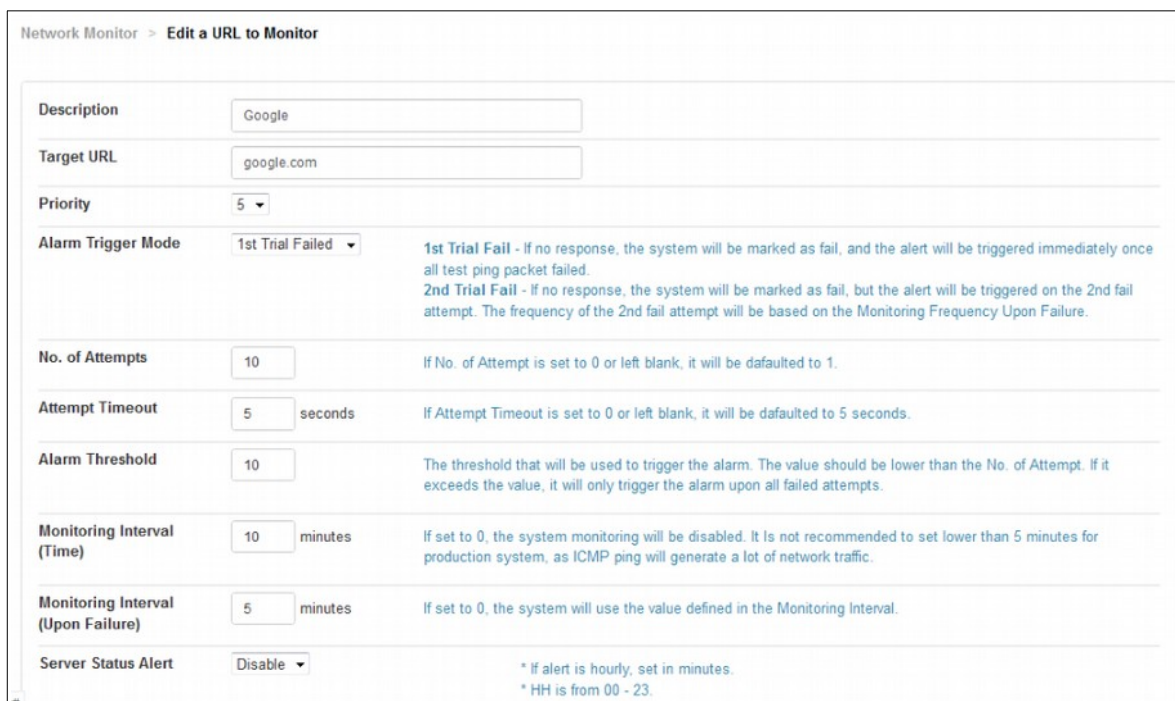 Network Monitor > Edit a URL to Monitor
Description
Google
Target URL
google.com
Priority
5
Alarm Trigger Mode
1st Trial Failed
1st Trial Fail - If no response, the system will be marked as fail, and the alert will be triggered immediately once
all test ping packet failed.
2nd Trial Fail - If no response, the system will be marked as fail, but the alert will be triggered on the 2nd fail
attempt. The frequency of the 2nd fail attempt will be based on the Monitoring Frequency Upon Failure.
No. of Attempts
10
If No. of Attempt is set to 0 or left blank, it will be dafaulted to 1.
Attempt Timeout
5 seconds
If Attempt Timeout is set to 0 or left blank, it will be dafaulted to 5 seconds.
Alarm Threshold
10
The threshold that will be used to trigger the alarm. The value should be lower than the No. of Attempt. If it
exceeds the value, it will only trigger the alarm upon all failed attempts.
Monitoring Interval
(Time)
10 minutes
If set to 0, the system monitoring will be disabled. It Is not recommended to set lower than 5 minutes for
production system, as ICMP ping will generate a lot of network traffic.
Monitoring Interval
(Upon Failure)
5 minutes
If set to 0, the system will use the value defined in the Monitoring Interval.
Server Status Alert
Disable
* If alert is hourly, set in minutes.
* HH is from 00 - 23.